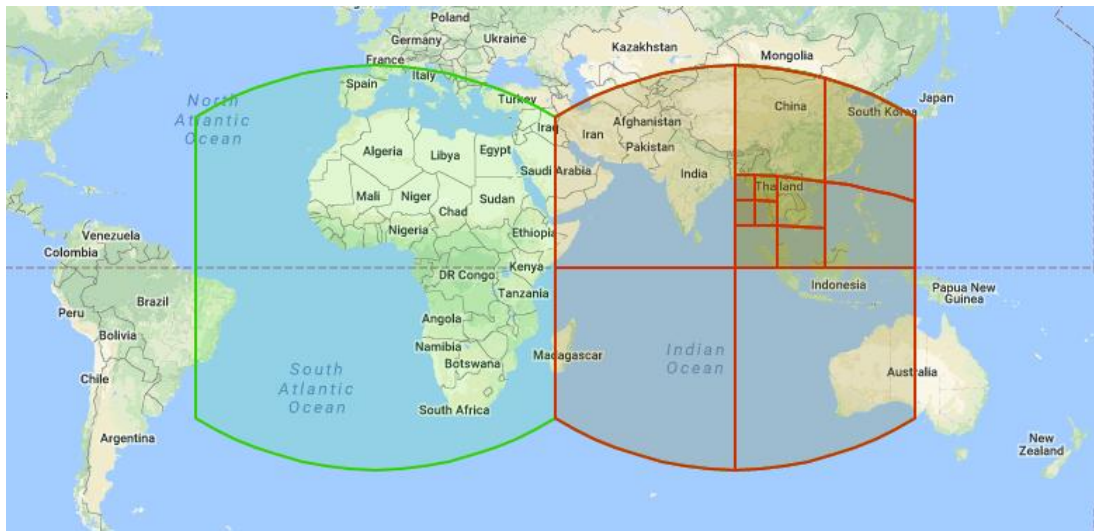 Poland
Germany
Ukraine
France
Kazakhstan
Mongolia
Spain
Italy
Turkey
North
Atlantic
Ocean
China
Japan
South Korea
Iraq
Iran
Afghanistan
Pakistan
Algeria
Libya
Egypt
Saudi Arabia
India
Thailand
Mali
Niger
Sudan
Chad
Nigeria
Ethiopia
Venezuela
Colombia
DR Congo
Kenya
Tanzania
Indonesia
Papua New
Guinea
Brazil
Peru
Bolivia
Angola
Namibia
Botswana
Madagascar
Indian
Ocean
Australia
Chile
South
Atlantic
Ocean
South Africa
Argentina
New
Zealand